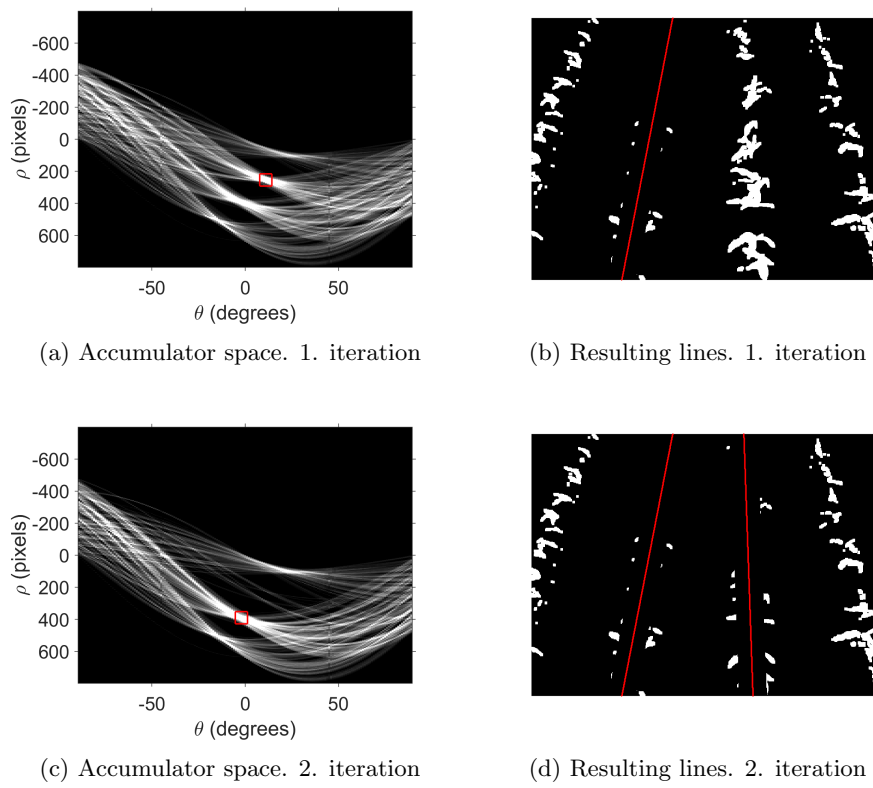 -600
-400
-200
0
200
400
600
ρ (pixels)
-50 0 50
θ (degrees)
(a) Accumulator space. 1. iteration
(b) Resulting lines. 1. iteration
-600
-400
-200
0
200
400
600
ρ (pixels)
-50 0 50
θ (degrees)
(c) Accumulator space. 2. iteration
(d) Resulting lines. 2. iteration